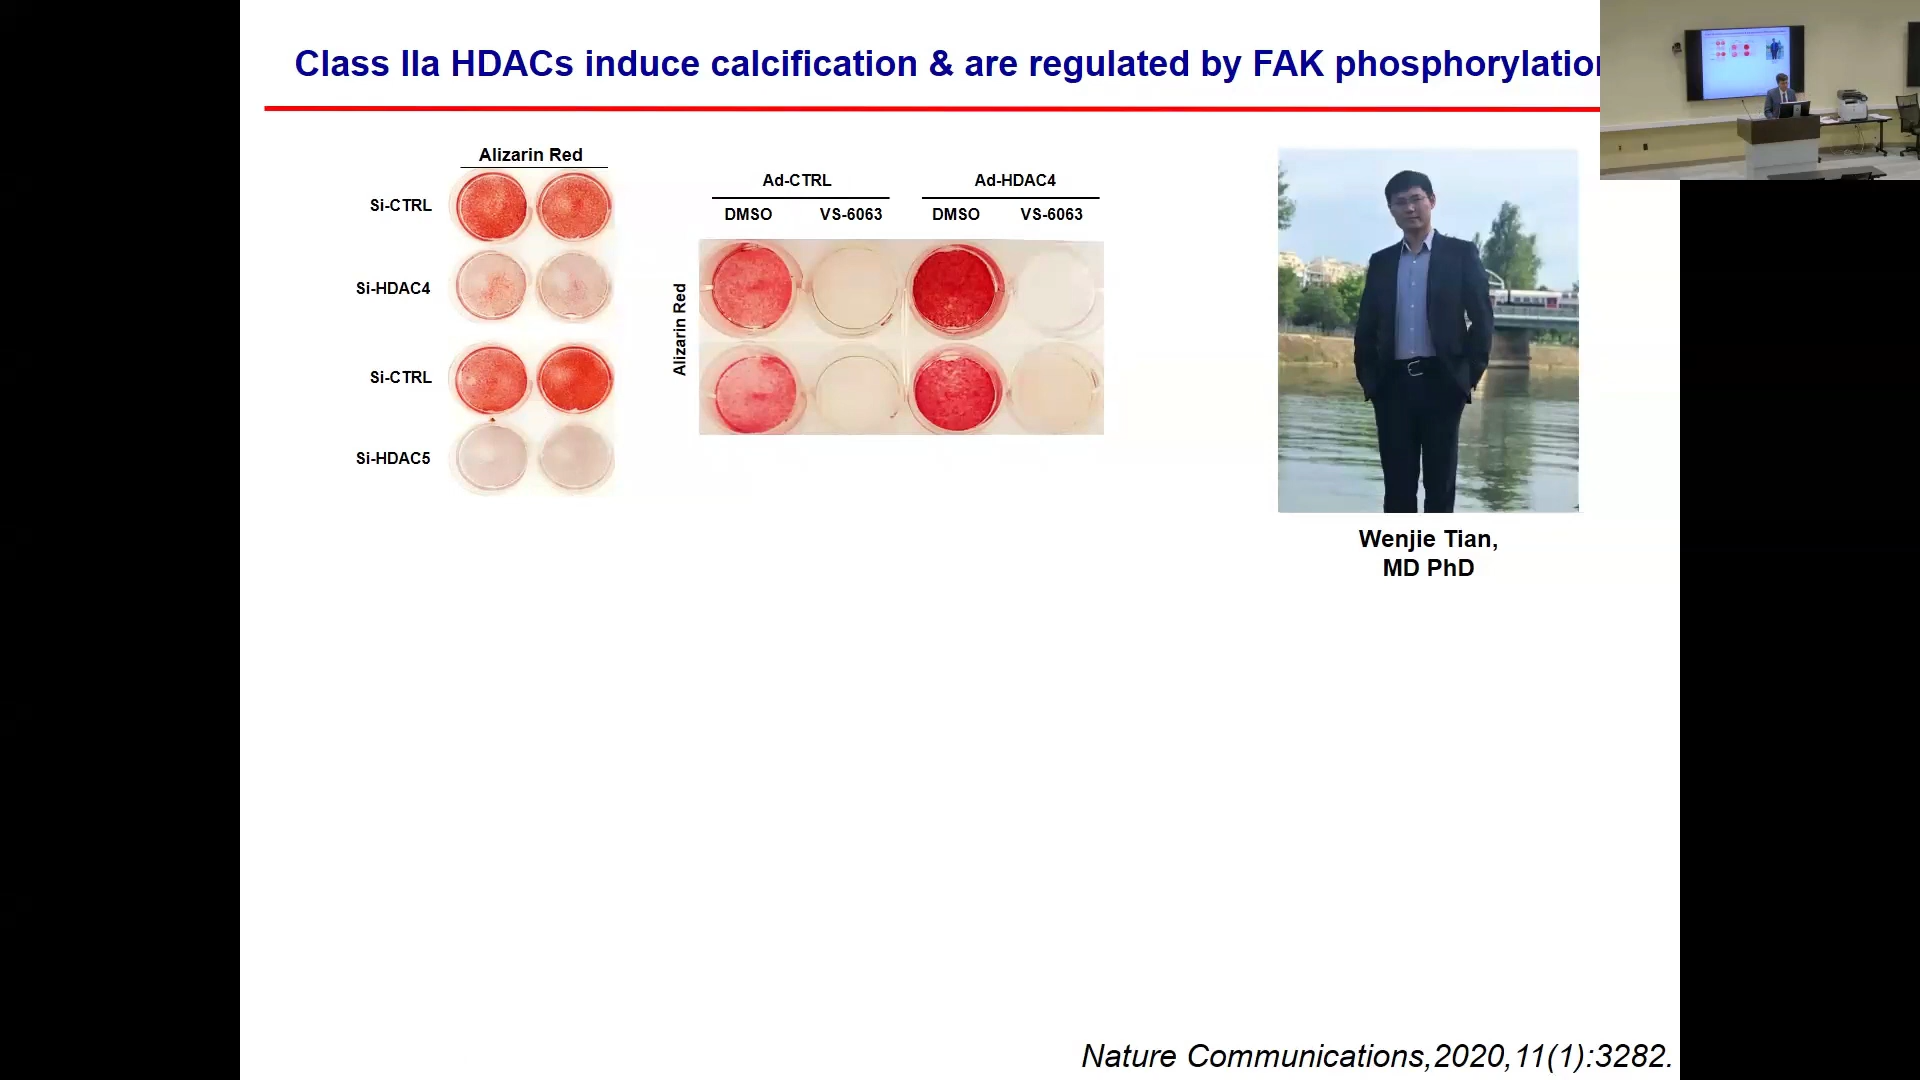 Class IIa HDACs induce calcification & are regulated by FAK phosphorylation
Alizarin Red
Si-CTRL
Si-HDAC4
Si-CTRL
Si-HDAC5
Ad-CTRL
Ad-HDAC4
DMSO
VS-6063
DMSO
VS-6063
Alizarin Red
Wenjie Tian,
MD PhD
Nature Communications,2020,11(1):3282.